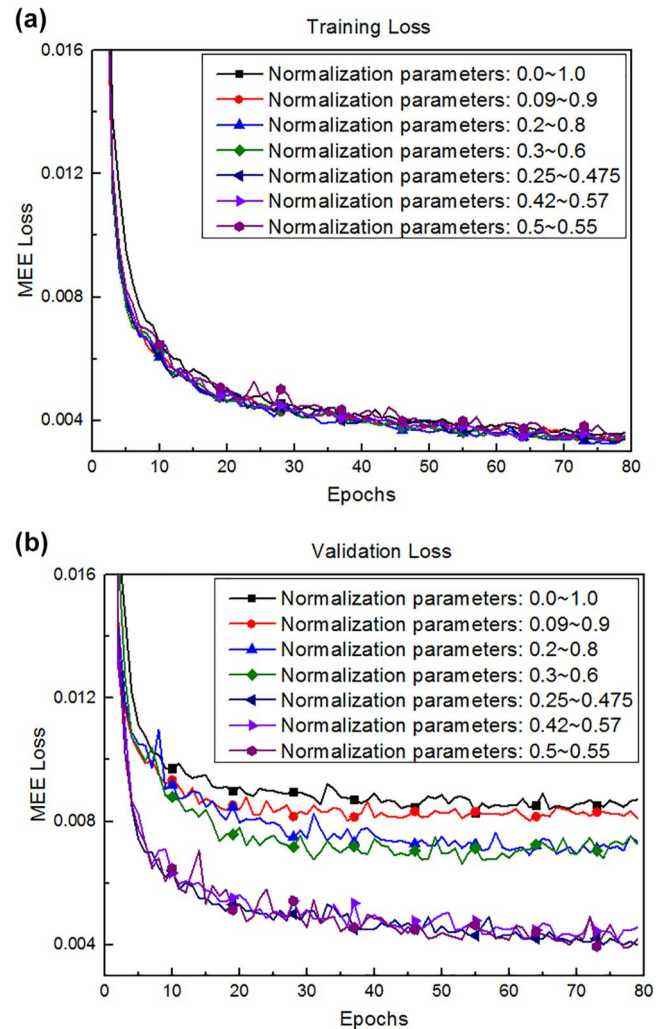 (a)
Training Loss
0.016
0.012
0.008
0.004
MEE Loss
Normalization parameters: 0.0~1.0
Normalization parameters: 0.09~0.9
Normalization parameters: 0.2~0.8
Normalization parameters: 0.3~0.6
Normalization parameters: 0.25~0.475
Normalization parameters: 0.42~0.57
Normalization parameters: 0.5~0.55
0 10 20 30 40 50 60 70 80
Epochs
(b)
Validation Loss
0.016
0.012
0.008
0.004
MEE Loss
Normalization parameters: 0.0~1.0
Normalization parameters: 0.09~0.9
Normalization parameters: 0.2~0.8
Normalization parameters: 0.3~0.6
Normalization parameters: 0.25~0.475
Normalization parameters: 0.42~0.57
Normalization parameters: 0.5~0.55
0 10 20 30 40 50 60 70 80
Epochs